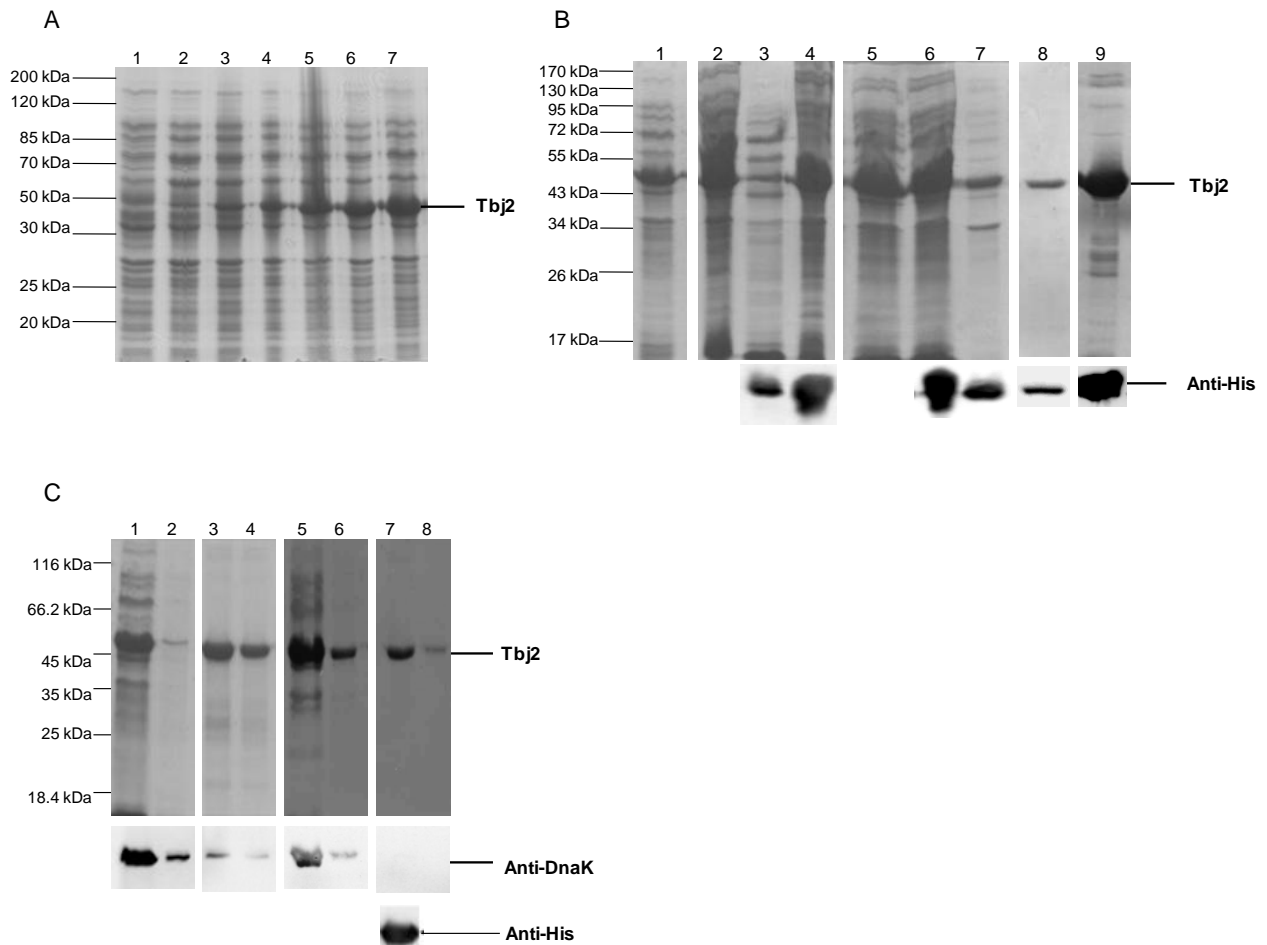 A
1 2 3 4 5 6 7
200 kDa
120 kDa
85 kDa
70 kDa
50 kDa
Tbj2
30 kDa
25 kDa
20 kDa
B
1 2 3 4 5 6 7 8 9
170 kDa
130 kDa
95 kDa
72 kDa
55 kDa
Tbj2
43 kDa
34 kDa
26 kDa
17 kDa
Anti-His
C
1 2 3 4 5 6 7 8
116 kDa
66.2 kDa
Tbj2
45 kDa
35 kDa
25 kDa
18.4 kDa
Anti-DnaK
Anti-His